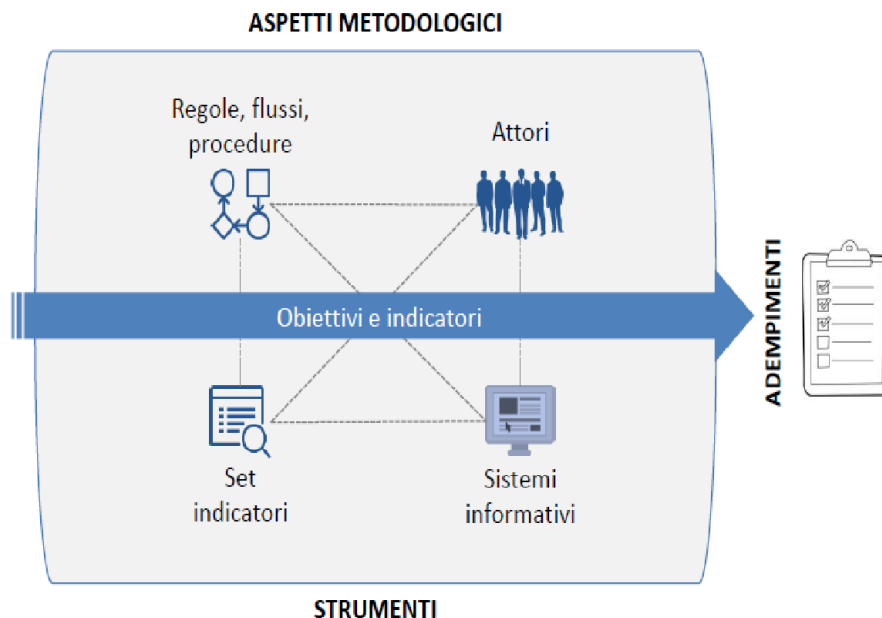 ASPETTI METODOLOGICI
Regole, flussi,
procedure
Attori
Obiettivi e indicatori
ADEMPIMENTI
Set
indicatori
Sistemi
informativi
STRUMENTI